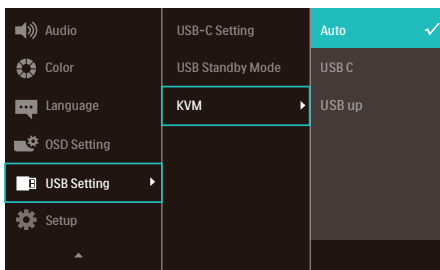 Audio
Color
Language
OSD Setting
USB Setting
Setup
USB-C Setting
USB Standby Mode
KVM
Auto
USB C
USB up